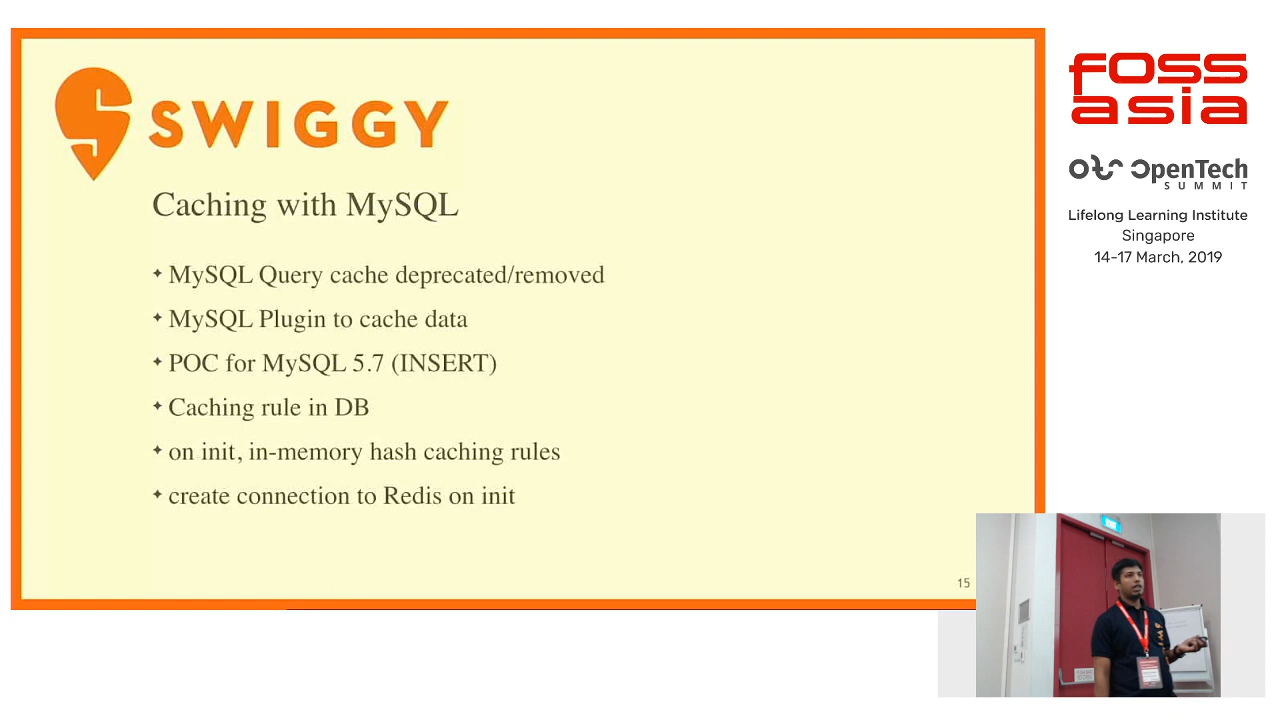 SWIGGY
Caching with MySQL
MySQL Query cache deprecated/removed
MySQL Plugin to cache data
POC for MySQL 5.7 (INSERT)
Caching rule in DB
on init, in-memory hash caching rules
create connection to Redis on init
15
fossasia
OpenTech
SUMMIT
Lifelong Learning Institute
Singapore
14-17 March, 2019